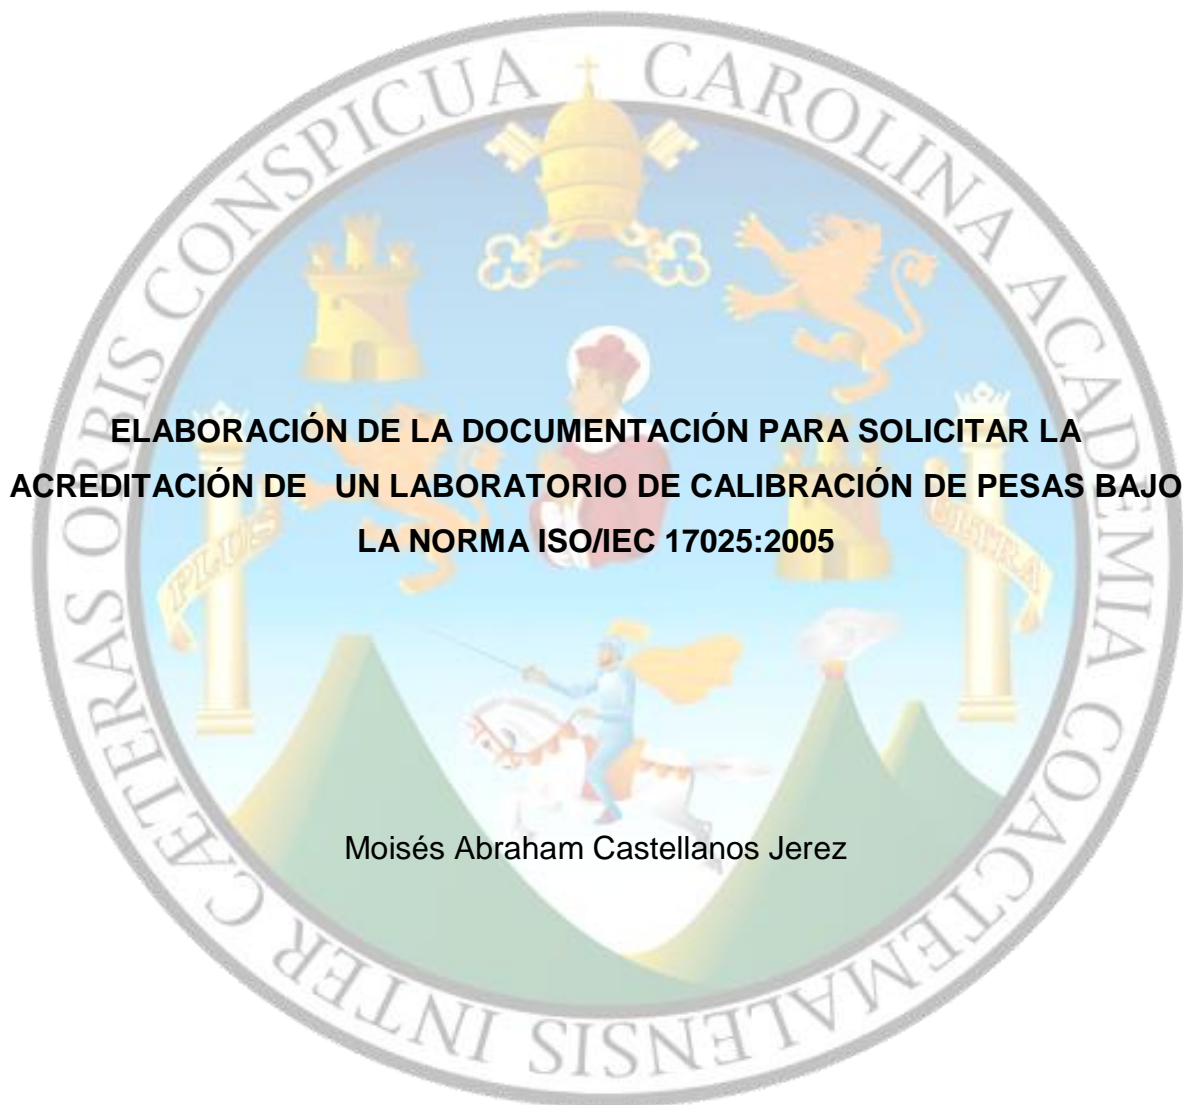 CAETERAS ORBIS CONSPICUA CAROLINA ACADEMIA COACTEMALENSIS INTER
PLUS
ULTRA
ELABORACIÓN DE LA DOCUMENTACIÓN PARA SOLICITAR LA
ACREDITACIÓN DE UN LABORATORIO DE CALIBRACIÓN DE PESAS BAJO
LA NORMA ISO/IEC 17025:2005
Moisés Abraham Castellanos Jerez